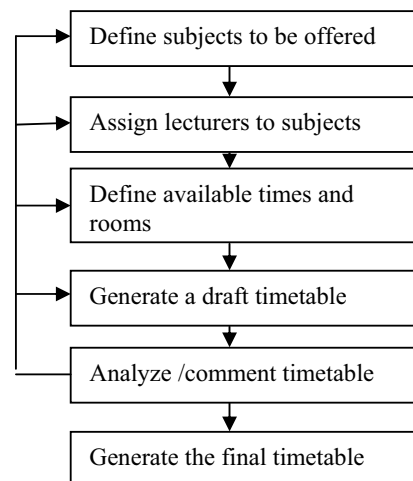 Define subjects to be offered
Assign lecturers to subjects
Define available times and
rooms
Generate a draft timetable
Analyze /comment timetable
Generate the final timetable